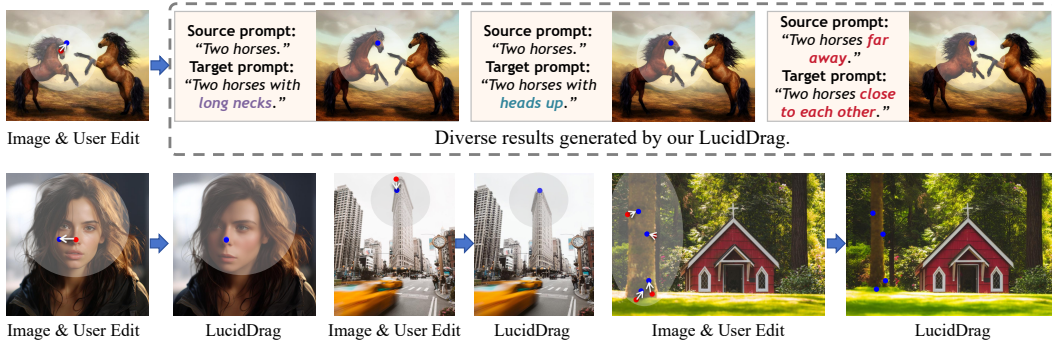 Source prompt:
“Two horses.”
Target prompt:
“Two horses with
long necks.”
Source prompt:
“Two horses.”
Target prompt:
“Two horses with
heads up.”
Source prompt:
“Two horses far
away.”
Target prompt:
“Two horses close
to each other.”
Image & User Edit
Diverse results generated by our LucidDrag.
Image & User Edit
LucidDrag
Image & User Edit
LucidDrag
Image & User Edit
LucidDrag